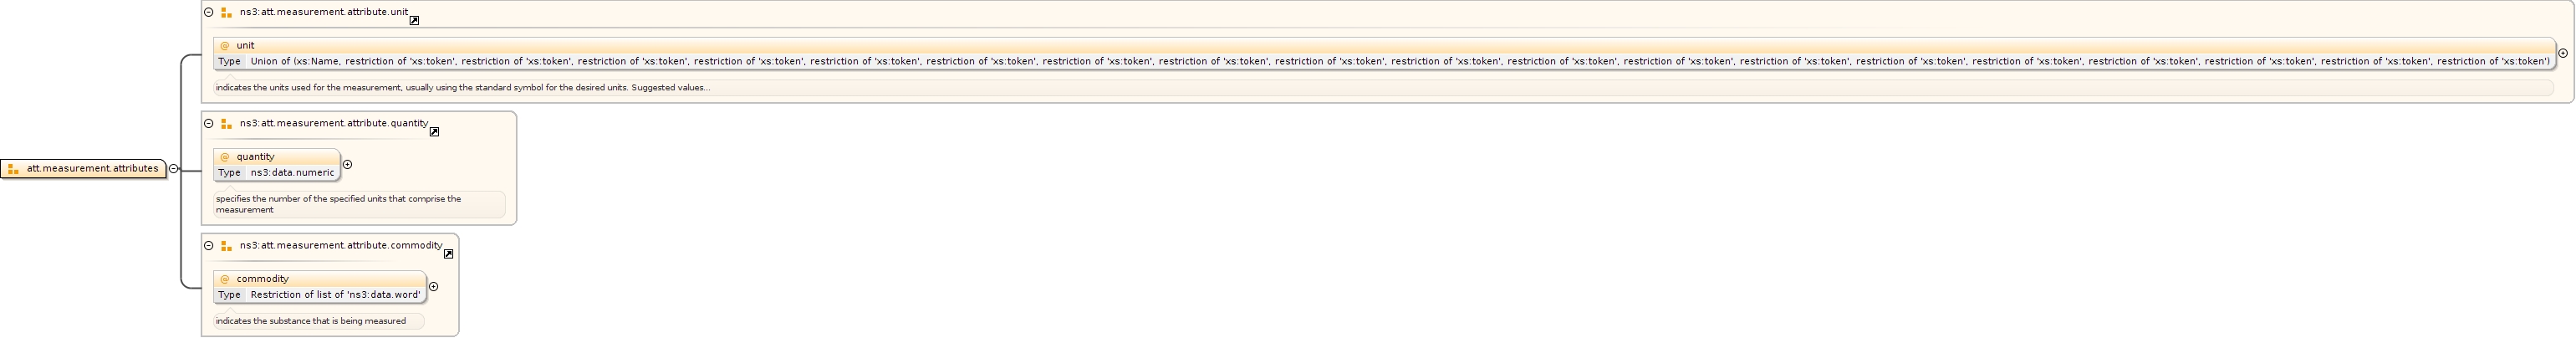 ns3:att.measurement.attribute.unit
@ unit
Type Union of (xs:Name, restriction of 'xs:token', restriction of 'xs:token', restriction of 'xs:token', restriction of 'xs:token', restriction of 'xs:token', restriction of 'xs:token', restriction of 'xs:token', restriction of 'xs:token', restriction of 'xs:token', restriction of 'xs:token', restriction of 'xs:token', restriction of 'xs:token', restriction of 'xs:token', restriction of 'xs:token', restriction of 'xs:token', restriction of 'xs:token', restriction of 'xs:token', restriction of 'xs:token', restriction of 'xs:token')
indicates the units used for the measurement, usually using the standard symbol for the desired units. Suggested values...
att.measurement.attributes
ns3:att.measurement.attribute.quantity
@ quantity
Type ns3:data.numeric
specifies the number of the specified units that comprise the
measurement
ns3:att.measurement.attribute.commodity
@ commodity
Type Restriction of list of 'ns3:data.word'
indicates the substance that is being measured